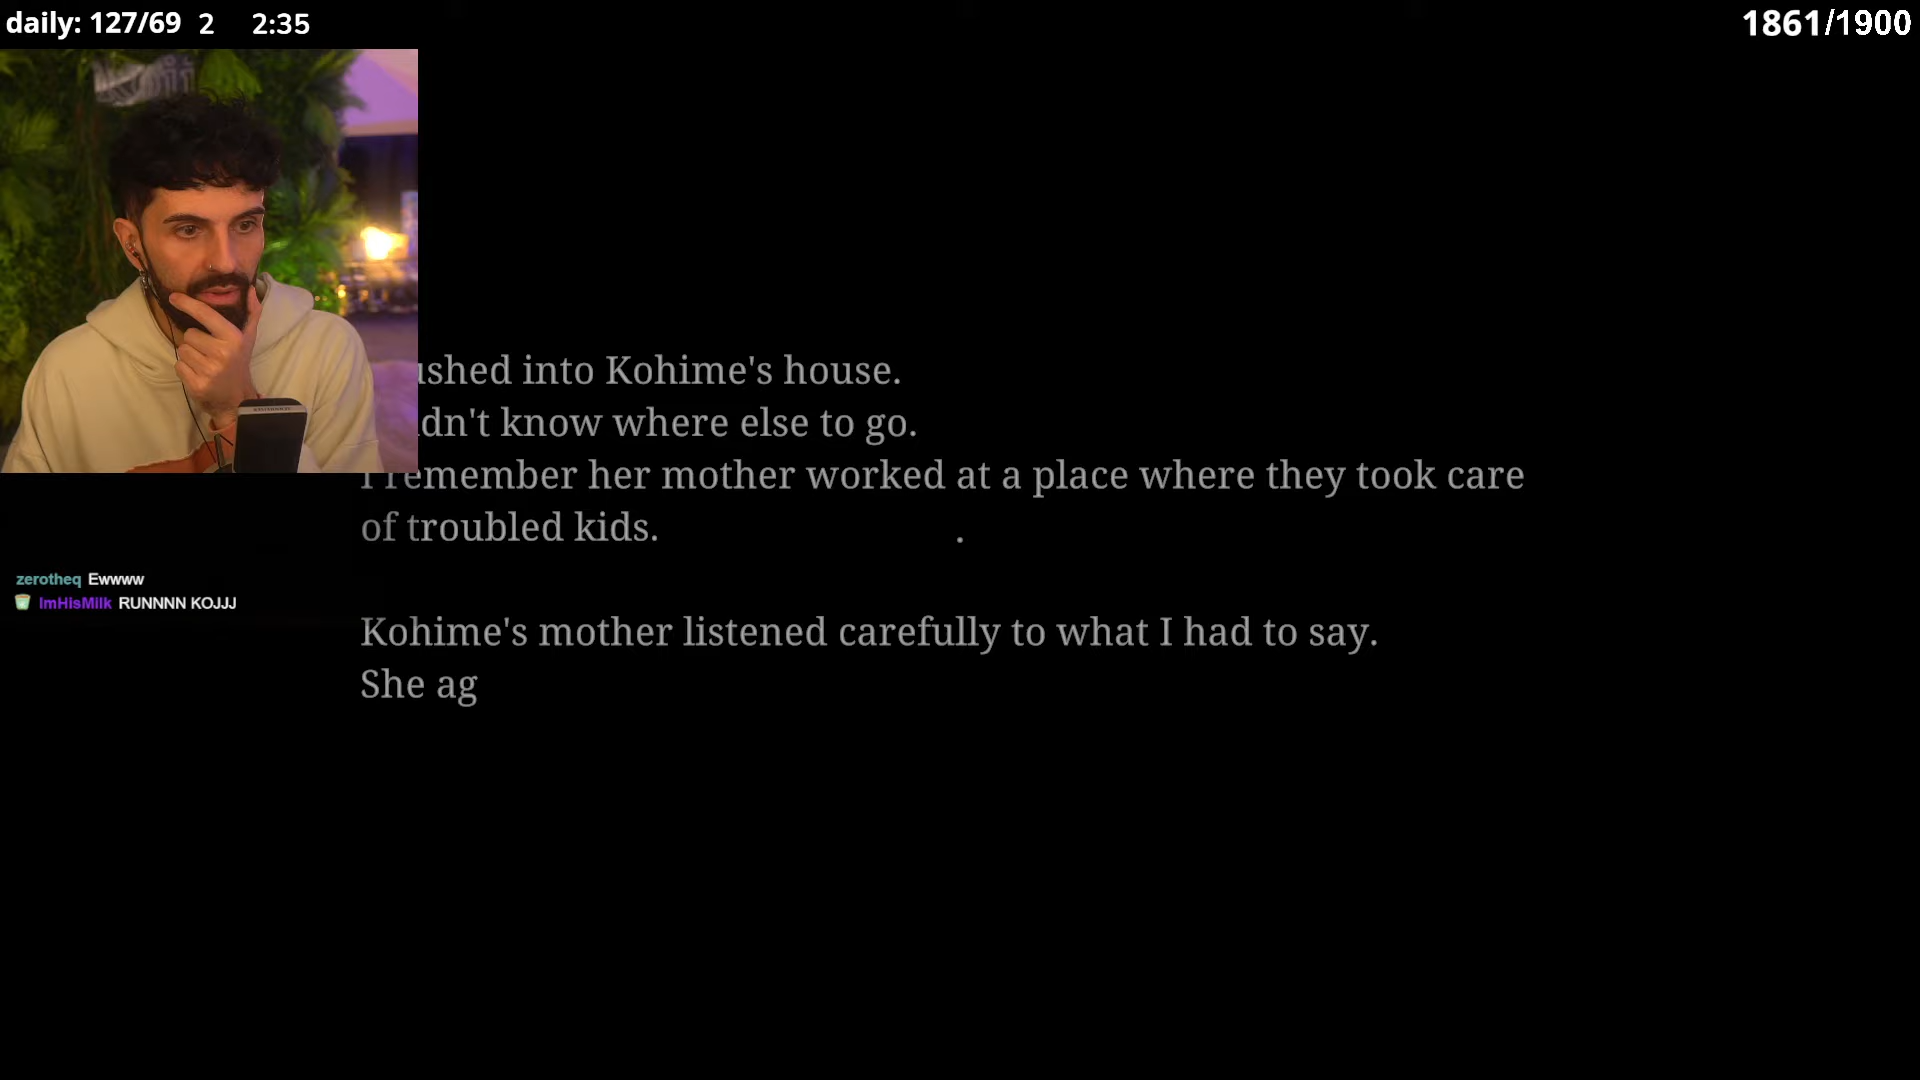 daily: 127/69 2 2:35
1861/1900
ushed into Kohime's house.
dn't know where else to go.
I remember her mother worked at a place where they took care
of troubled kids. .
zerotheq Ewwww
ImHisMilk RUNNNN KOJJJ
Kohime's mother listened carefully to what I had to say.
She ag